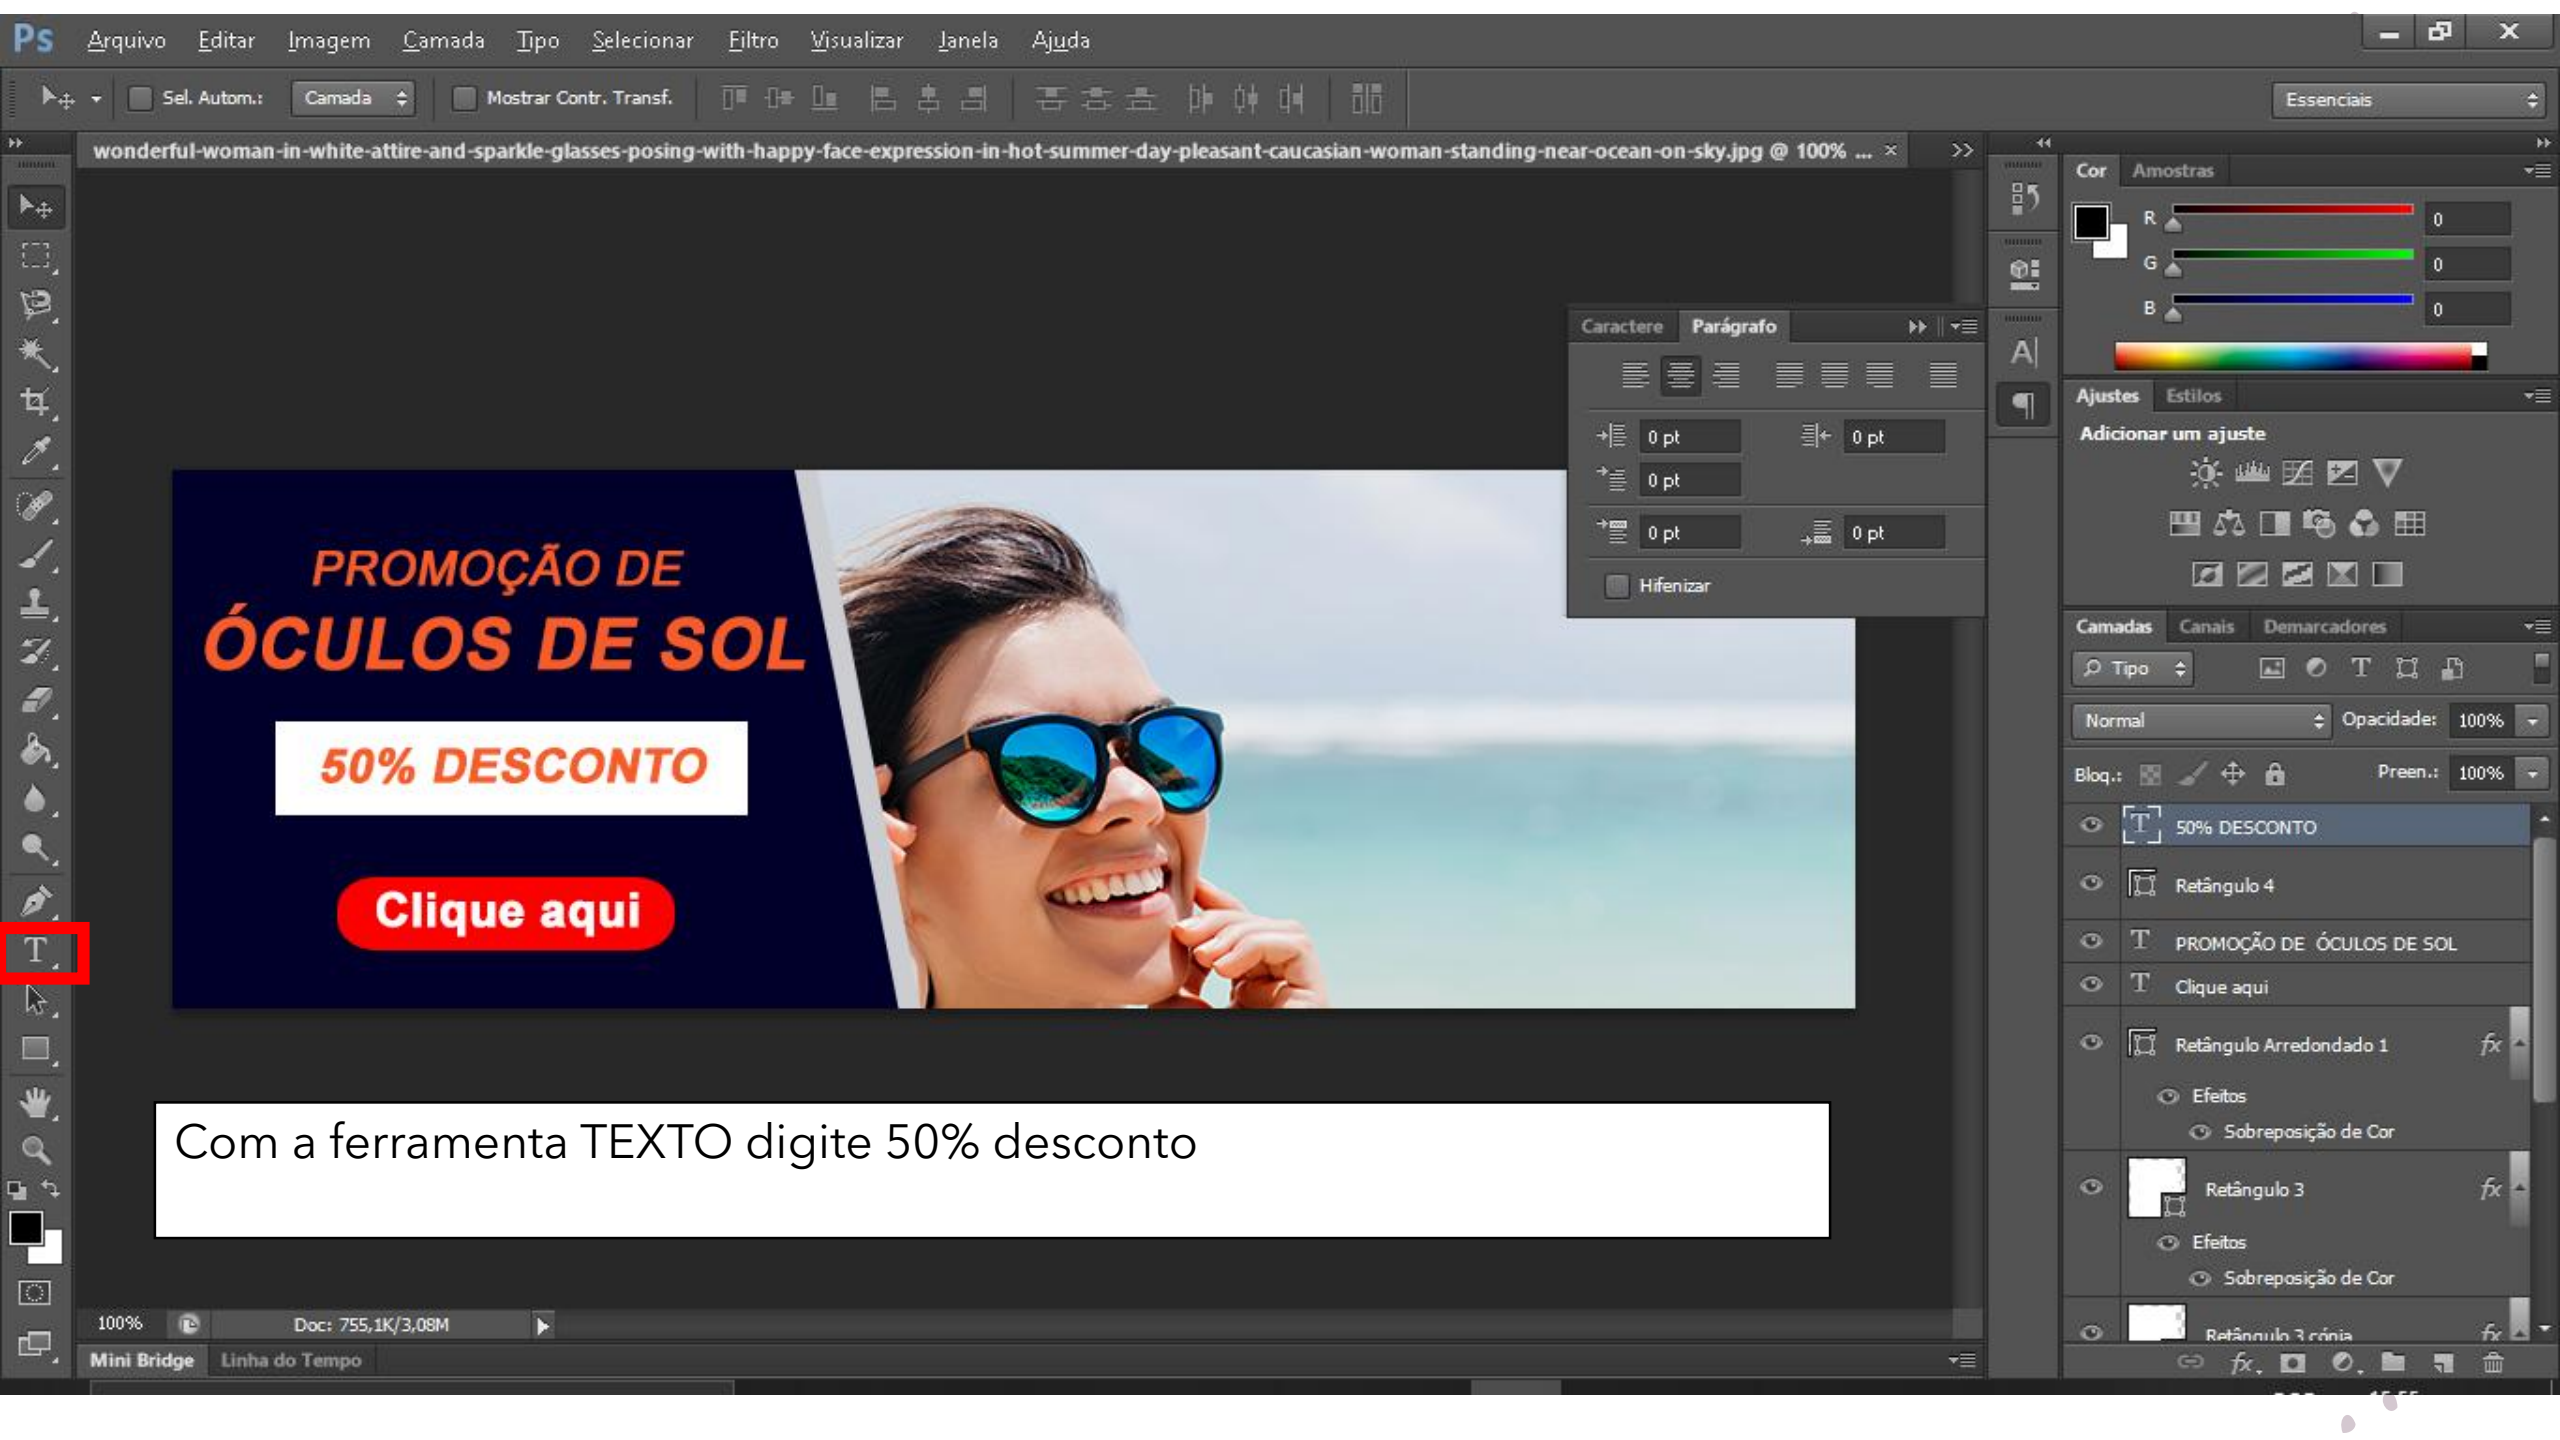 Ps Arquivo Editar Imagem Camada Tipo Selecionar Filtro Visualizar Janela Ajuda
Sel. Autom.: Camada Mostrar Contr. Transf. Essenciais
wonderful-woman-in-white-attire-and-sparkle-glasses-posing-with-happy-face-expression-in-hot-summer-day-pleasant-caucasian-woman-standing-near-ocean-on-sky.jpg @ 100% ... ×
Cor Amostras
R 0
G 0
B 0
Caractere Parágrafo
0 pt 0 pt
0 pt
0 pt 0 pt
Hifenizar
Ajustes Estilos
Adicionar um ajuste
PROMOÇÃO DE
ÓCULOS DE SOL
50% DESCONTO
Clique aqui
Camadas Canais Demarcadores
Tipo
Normal Opacidade: 100%
Bloq.: Preen.: 100%
50% DESCONTO
Retângulo 4
PROMOÇÃO DE ÓCULOS DE SOL
Clique aqui
Retângulo Arredondado 1 fx
Efeitos
Sobreposição de Cor
Retângulo 3 fx
Efeitos
Sobreposição de Cor
Retângulo 3 cópia fx
Com a ferramenta TEXTO digite 50% desconto
100% Doc: 755,1K/3,08M
Mini Bridge Linha do Tempo